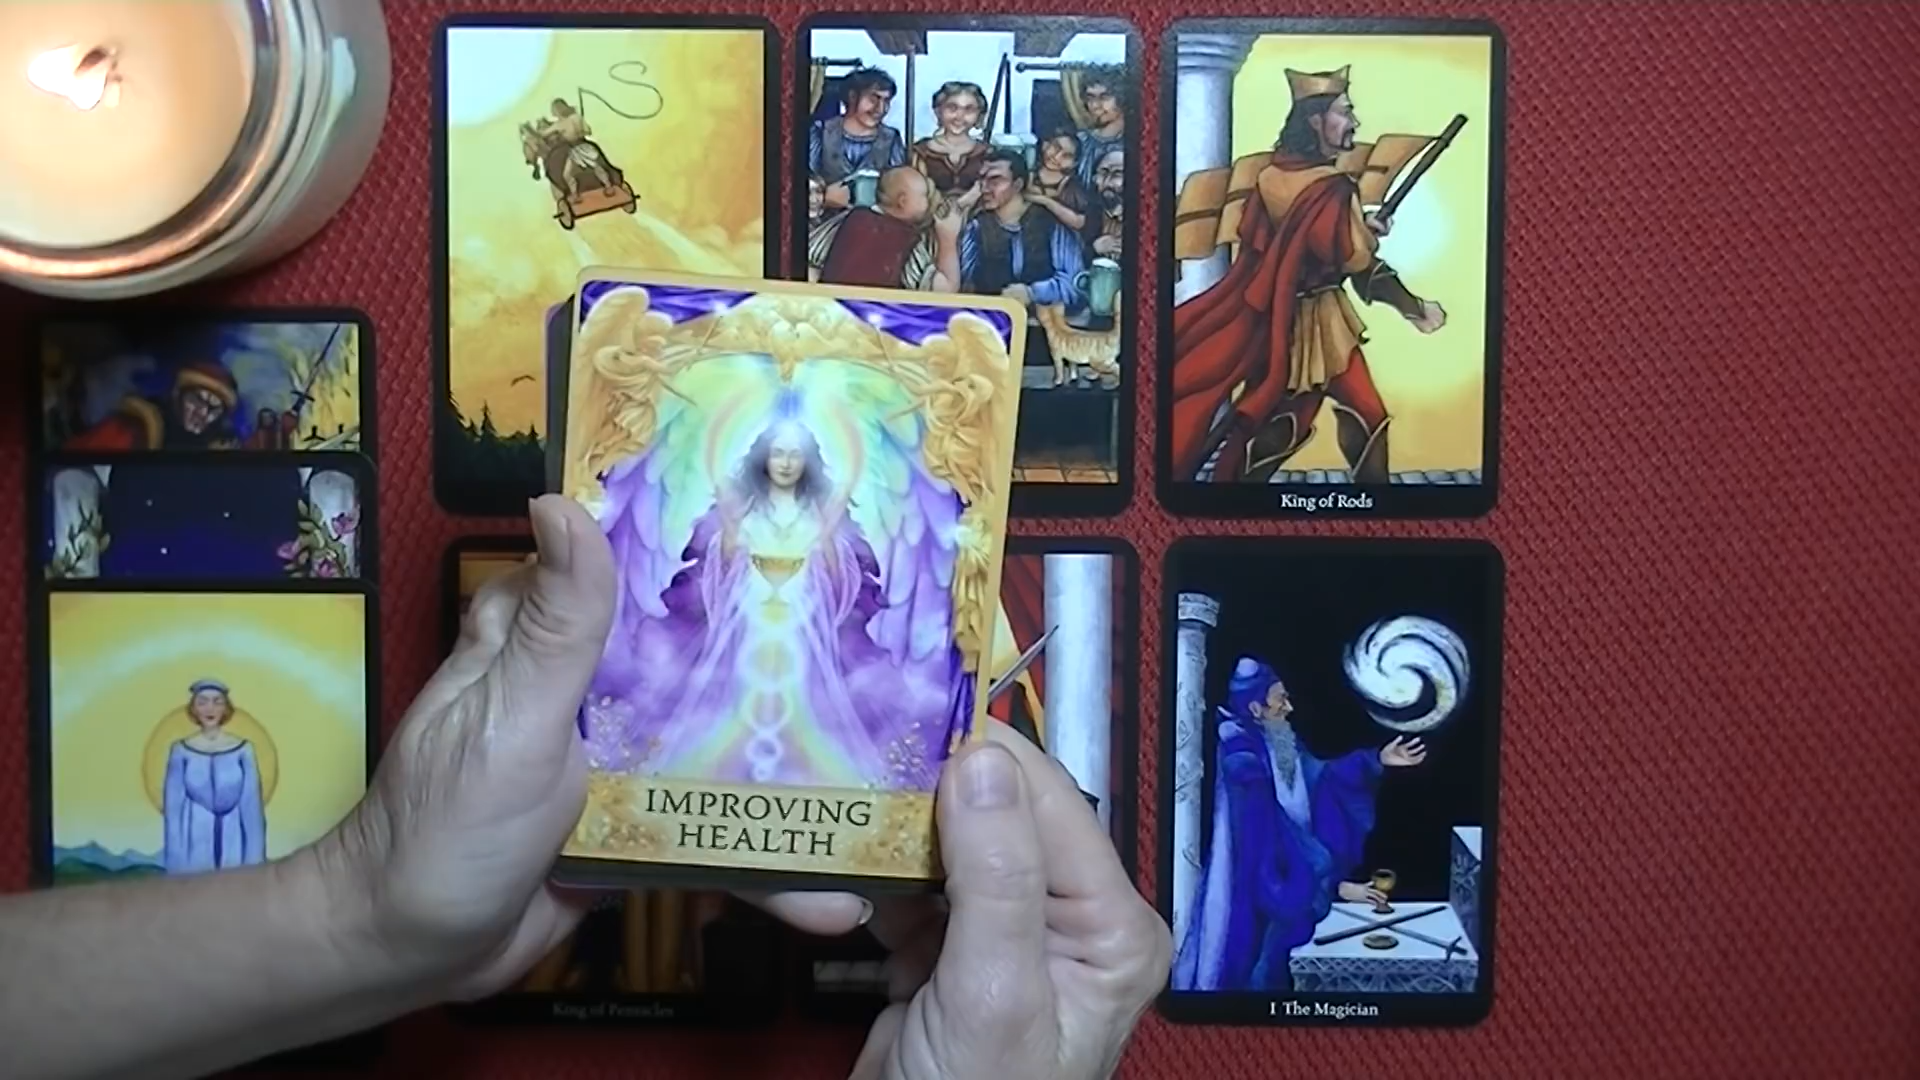 King of Rods
IMPROVING
HEALTH
King of Pentacles
I The Magician